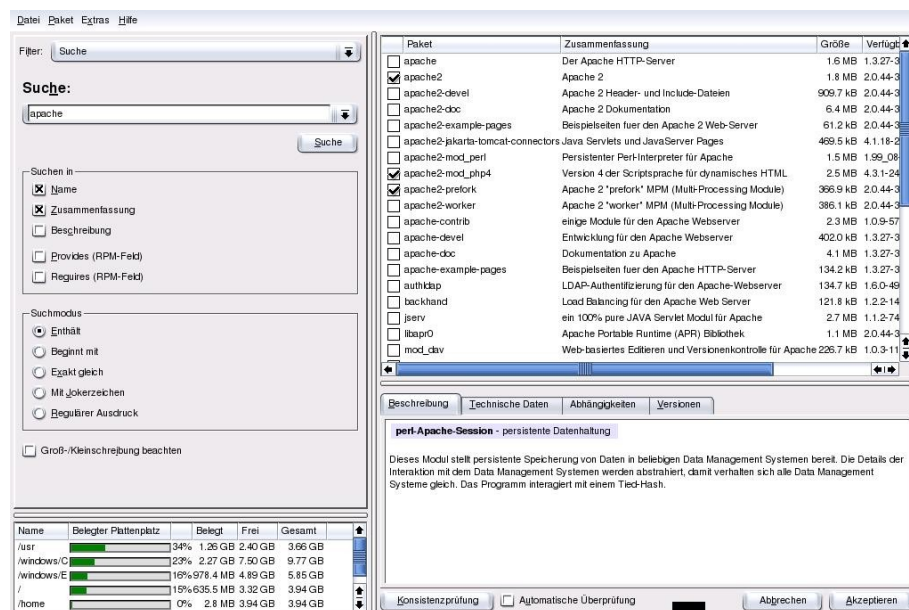 Datei Paket Extras Hilfe
Filter: Suche
Suche:
apache
Suche
Suchen in
Name
Zusammenfassung
Beschreibung
Provides (RPM-Feld)
Requires (RPM-Feld)
Suchmodus
Enthält
Beginnt mit
Exakt gleich
Mit Jokerzeichen
Regulärer Ausdruck
Groß-/Kleinschreibung beachten
Name Belegter Plattenplatz Belegt Frei Gesamt
/usr 34% 1.26 GB 2.40 GB 3.66 GB
/windows/C 23% 2.27 GB 7.50 GB 9.77 GB
/windows/E 16% 978.4 MB 4.89 GB 5.85 GB
/ 15% 635.5 MB 3.32 GB 3.94 GB
/home 0% 2.8 MB 3.94 GB 3.94 GB
Paket Zusammenfassung Größe Verfügb
apache Der Apache HTTP-Server 1.6 MB 1.3.27-3
apache2 Apache 2 1.8 MB 2.0.44-3
apache2-devel Apache 2 Header- und Include-Dateien 909.7 kB 2.0.44-3
apache2-doc Apache 2 Dokumentation 6.4 MB 2.0.44-3
apache2-example-pages Beispielseiten fuer den Apache 2 Web-Server 61.2 kB 2.0.44-3
apache2-jakarta-tomcat-connectors Java Servlets und JavaServer Pages 469.5 kB 4.1.18-2
apache2-mod_perl Persistenter Perl-Interpreter für Apache 1.5 MB 1.99_08-
apache2-mod_php4 Version 4 der Scriptsprache für dynamisches HTML 2.5 MB 4.3.1-24
apache2-prefork Apache 2 "prefork" MPM (Multi-Processing Module) 366.9 kB 2.0.44-3
apache2-worker Apache 2 "worker" MPM (Multi-Processing Module) 386.1 kB 2.0.44-3
apache-contrib einige Module für den Apache Webserver 2.3 MB 1.0.9-57
apache-devel Entwicklung für den Apache Webserver 402.0 kB 1.3.27-3
apache-doc Dokumentation zu Apache 4.1 MB 1.3.27-3
apache-example-pages Beispielseiten fuer den Apache HTTP-Server 134.2 kB 1.3.27-3
authldap LDAP-Authentifizierung für den Apache-Webserver 134.7 kB 1.6.0-49
backhand Load Balancing für den Apache Web Server 121.8 kB 1.2.2-14
jserv ein 100% pure JAVA Servlet Modul für Apache 2.7 MB 1.1.2-74
libapr0 Apache Portable Runtime (APR) Bibliothek 1.1 MB 2.0.44-3
mod_dav Web-basiertes Editieren und Versionenkontrolle für Apache 226.7 kB 1.0.3-11
Beschreibung Technische Daten Abhängigkeiten Versionen
perl-Apache-Session - persistente Datenhaltung
Dieses Modul stellt persistente Speicherung von Daten in beliebigen Data Management Systemen bereit. Die Details der
Interaktion mit dem Data Management Systemen werden abstrahiert, damit verhalten sich alle Data Management
Systeme gleich. Das Programm interagiert mit einem Tied-Hash.
Konsistenzprüfung Automatische Überprüfung Abbrechen Akzeptieren